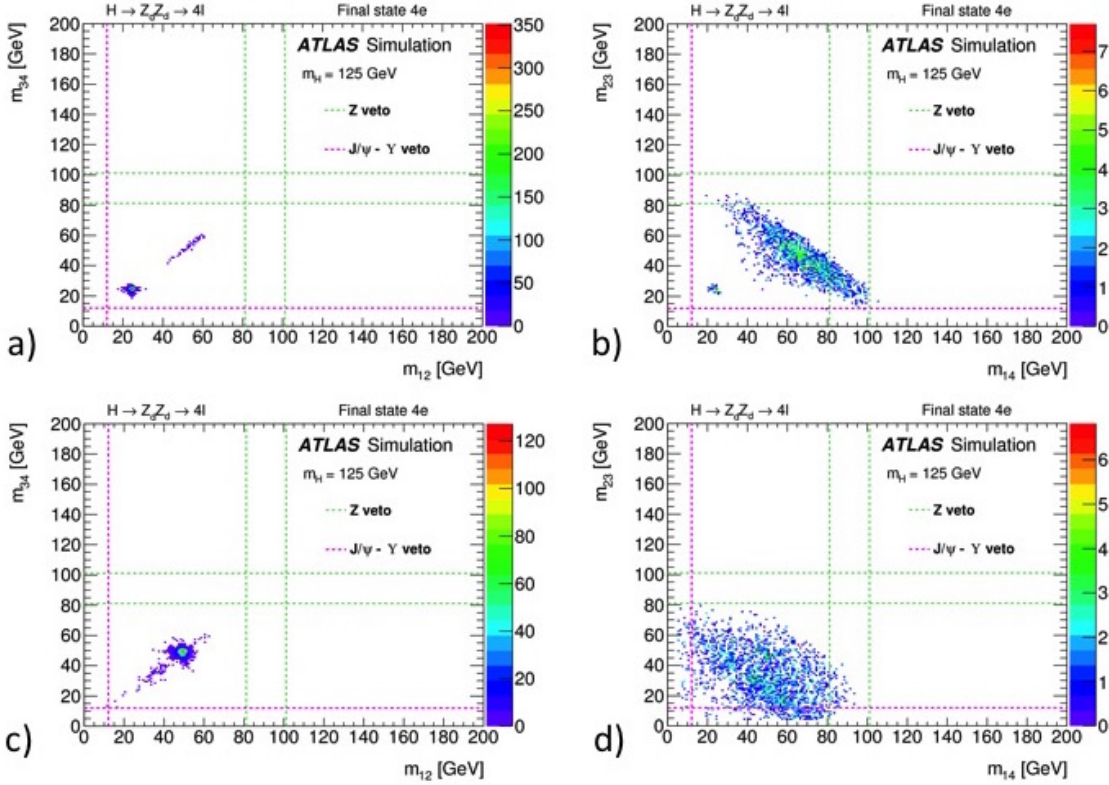 H → Z_dZ_d → 4l Final state 4e
m_34 [GeV]
200
180
160
140
120
100
80
60
40
20
0
ATLAS Simulation
m_H = 125 GeV
Z veto
J/ψ - ϒ veto
0 20 40 60 80 100 120 140 160 180 200
m_12 [GeV]
350
300
250
200
150
100
50
0
a)
H → Z_dZ_d → 4l Final state 4e
m_23 [GeV]
200
180
160
140
120
100
80
60
40
20
0
ATLAS Simulation
m_H = 125 GeV
Z veto
J/ψ - ϒ veto
0 20 40 60 80 100 120 140 160 180 200
m_14 [GeV]
7
6
5
4
3
2
1
0
b)
H → Z_dZ_d → 4l Final state 4e
m_34 [GeV]
200
180
160
140
120
100
80
60
40
20
0
ATLAS Simulation
m_H = 125 GeV
Z veto
J/ψ - ϒ veto
0 20 40 60 80 100 120 140 160 180 200
m_12 [GeV]
120
100
80
60
40
20
0
c)
H → Z_dZ_d → 4l Final state 4e
m_23 [GeV]
200
180
160
140
120
100
80
60
40
20
0
ATLAS Simulation
m_H = 125 GeV
Z veto
J/ψ - ϒ veto
0 20 40 60 80 100 120 140 160 180 200
m_14 [GeV]
6
5
4
3
2
1
0
d)